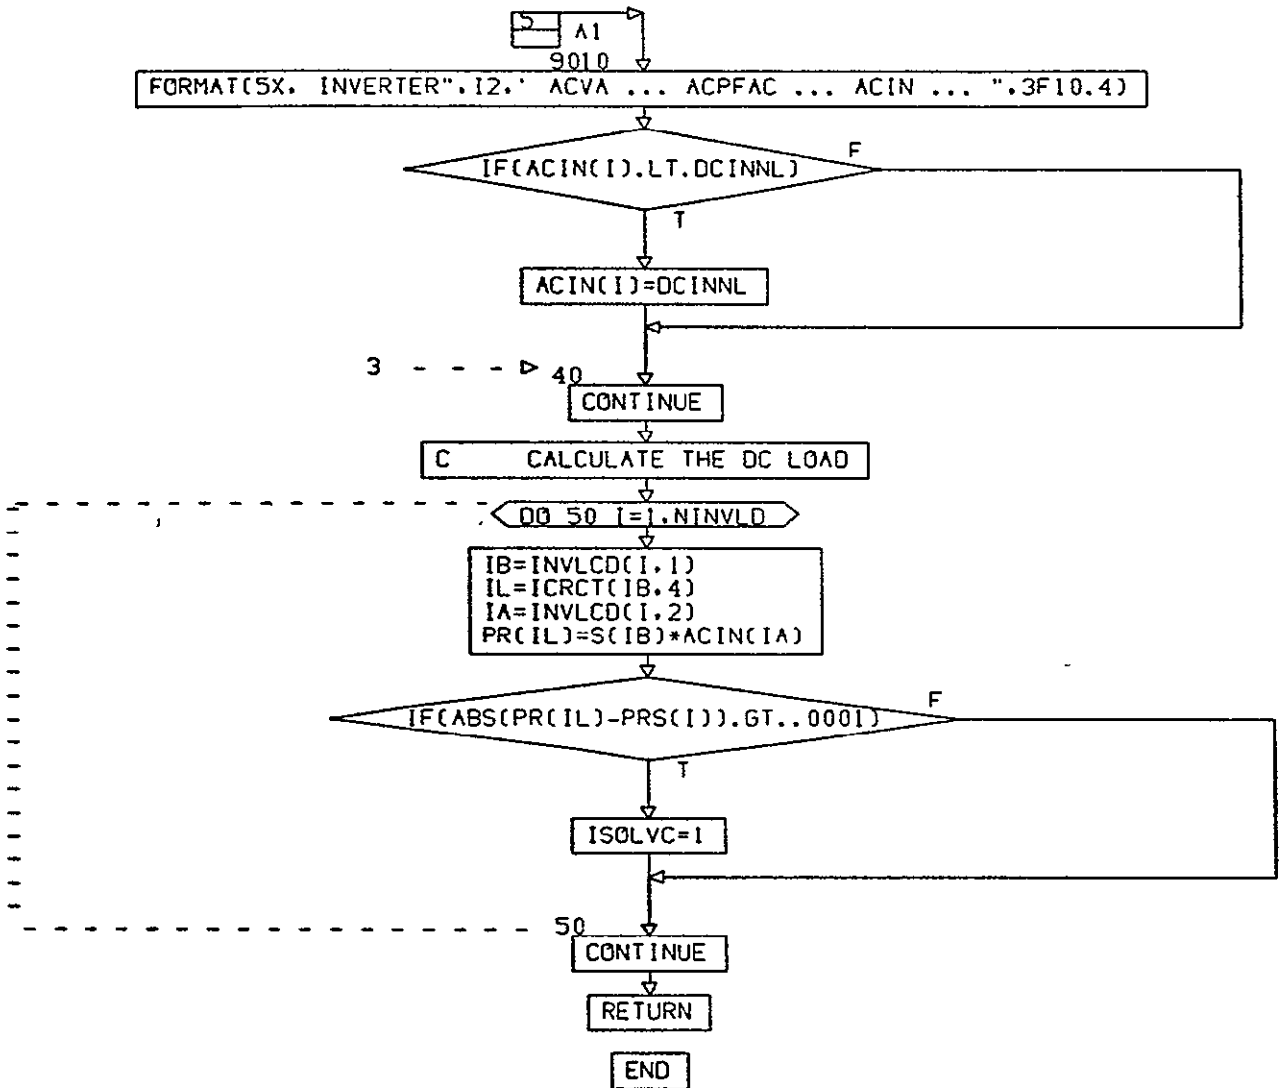 5
A1
9010
FORMAT(5X. INVERTER".I2.' ACVA ... ACPFAC ... ACIN ... ".3F10.4)
IF(ACIN(I).LT.DCINNL)
F
T
ACIN(I)=DCINNL
3
40
CONTINUE
C CALCULATE THE DC LOAD
DO 50 I=1.NINVLD
IB=INVLCD(I.1)
IL=ICRCT(IB.4)
IA=INVLCD(I.2)
PR(IL)=S(IB)*ACIN(IA)
IF(ABS(PR(IL)-PRS(I)).GT..0001)
F
T
ISOLVC=1
50
CONTINUE
RETURN
END